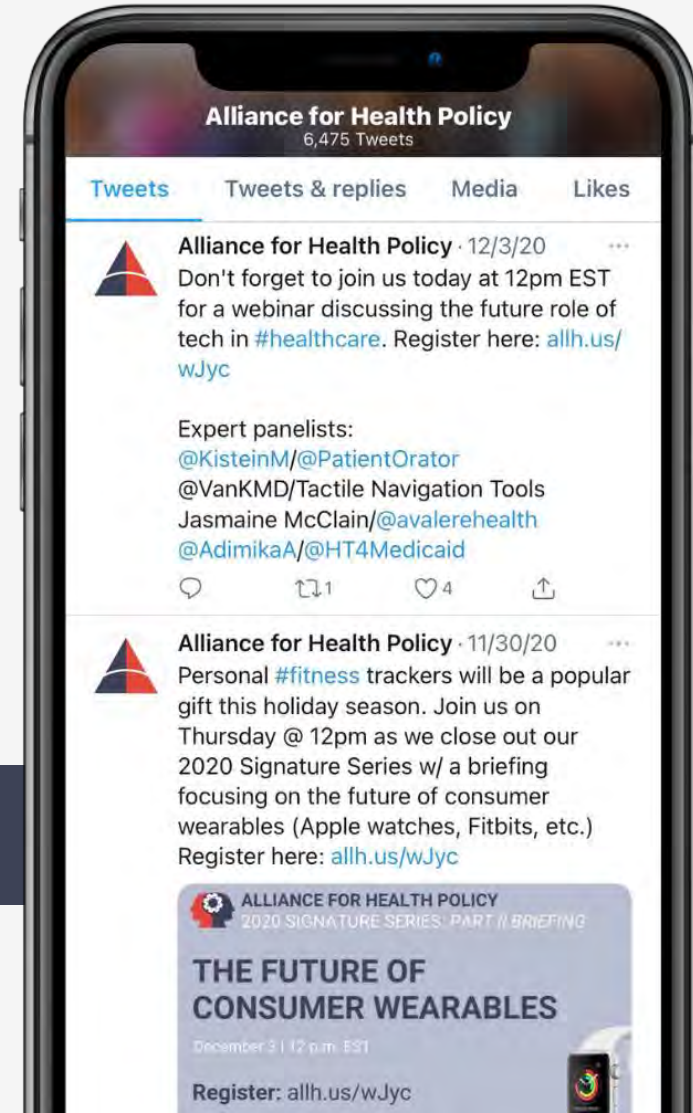 Alliance for Health Policy
6,475 Tweets
Tweets Tweets & replies Media Likes
Alliance for Health Policy · 12/3/20 ···
Don't forget to join us today at 12pm EST
for a webinar discussing the future role of
tech in #healthcare. Register here: allh.us/
wJyc
Expert panelists:
@KisteinM/@PatientOrator
@VanKMD/Tactile Navigation Tools
Jasmaine McClain/@avalerehealth
@AdimikaA/@HT4Medicaid
1 4
Alliance for Health Policy · 11/30/20 ···
Personal #fitness trackers will be a popular
gift this holiday season. Join us on
Thursday @ 12pm as we close out our
2020 Signature Series w/ a briefing
focusing on the future of consumer
wearables (Apple watches, Fitbits, etc.)
Register here: allh.us/wJyc
ALLIANCE FOR HEALTH POLICY
2020 SIGNATURE SERIES: PART II BRIEFING
THE FUTURE OF
CONSUMER WEARABLES
December 3 | 12 p.m. EST
Register: allh.us/wJyc